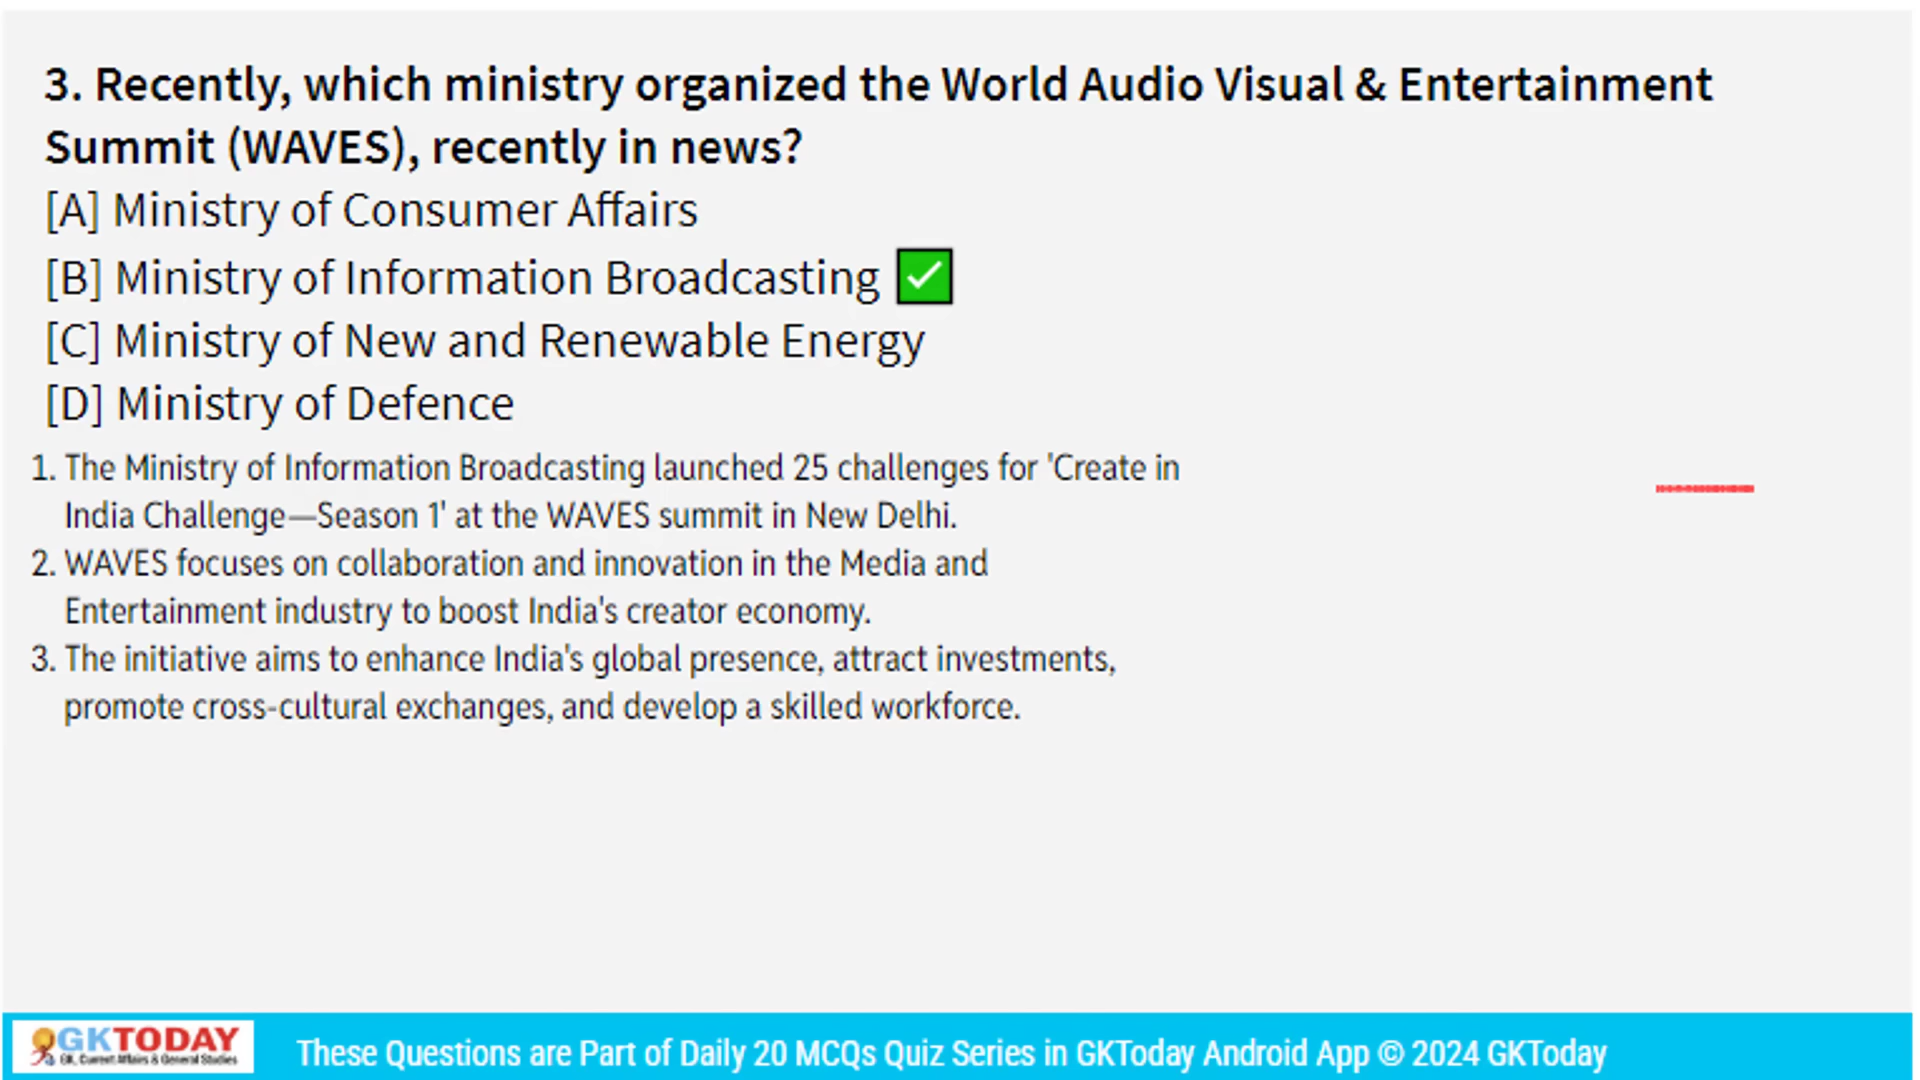 3. Recently, which ministry organized the World Audio Visual & Entertainment
Summit (WAVES), recently in news?
[A] Ministry of Consumer Affairs
[B] Ministry of Information Broadcasting
[C] Ministry of New and Renewable Energy
[D] Ministry of Defence
1. The Ministry of Information Broadcasting launched 25 challenges for 'Create in
India Challenge—Season 1' at the WAVES summit in New Delhi.
2. WAVES focuses on collaboration and innovation in the Media and
Entertainment industry to boost India's creator economy.
3. The initiative aims to enhance India's global presence, attract investments,
promote cross-cultural exchanges, and develop a skilled workforce.
GKTODAY
GK, Current Affairs & General Studies
These Questions are Part of Daily 20 MCQs Quiz Series in GKToday Android App © 2024 GKToday